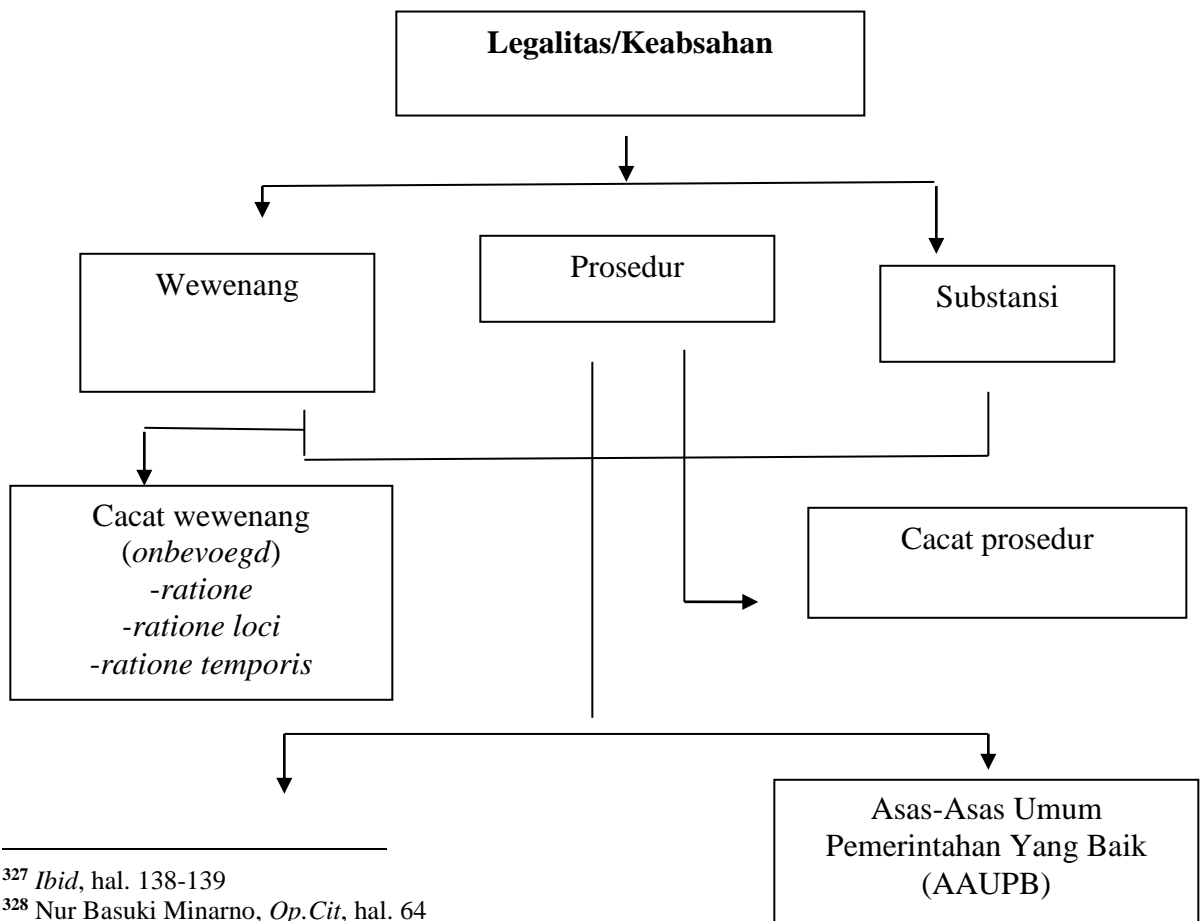 Legalitas/Keabsahan
Wewenang
Prosedur
Substansi
Cacat wewenang
(onbevoegd)
-ratione
-ratione loci
-ratione temporis
Cacat prosedur
Asas-Asas Umum
Pemerintahan Yang Baik
(AAUPB)
327 Ibid, hal. 138-139
328 Nur Basuki Minarno, Op.Cit, hal. 64